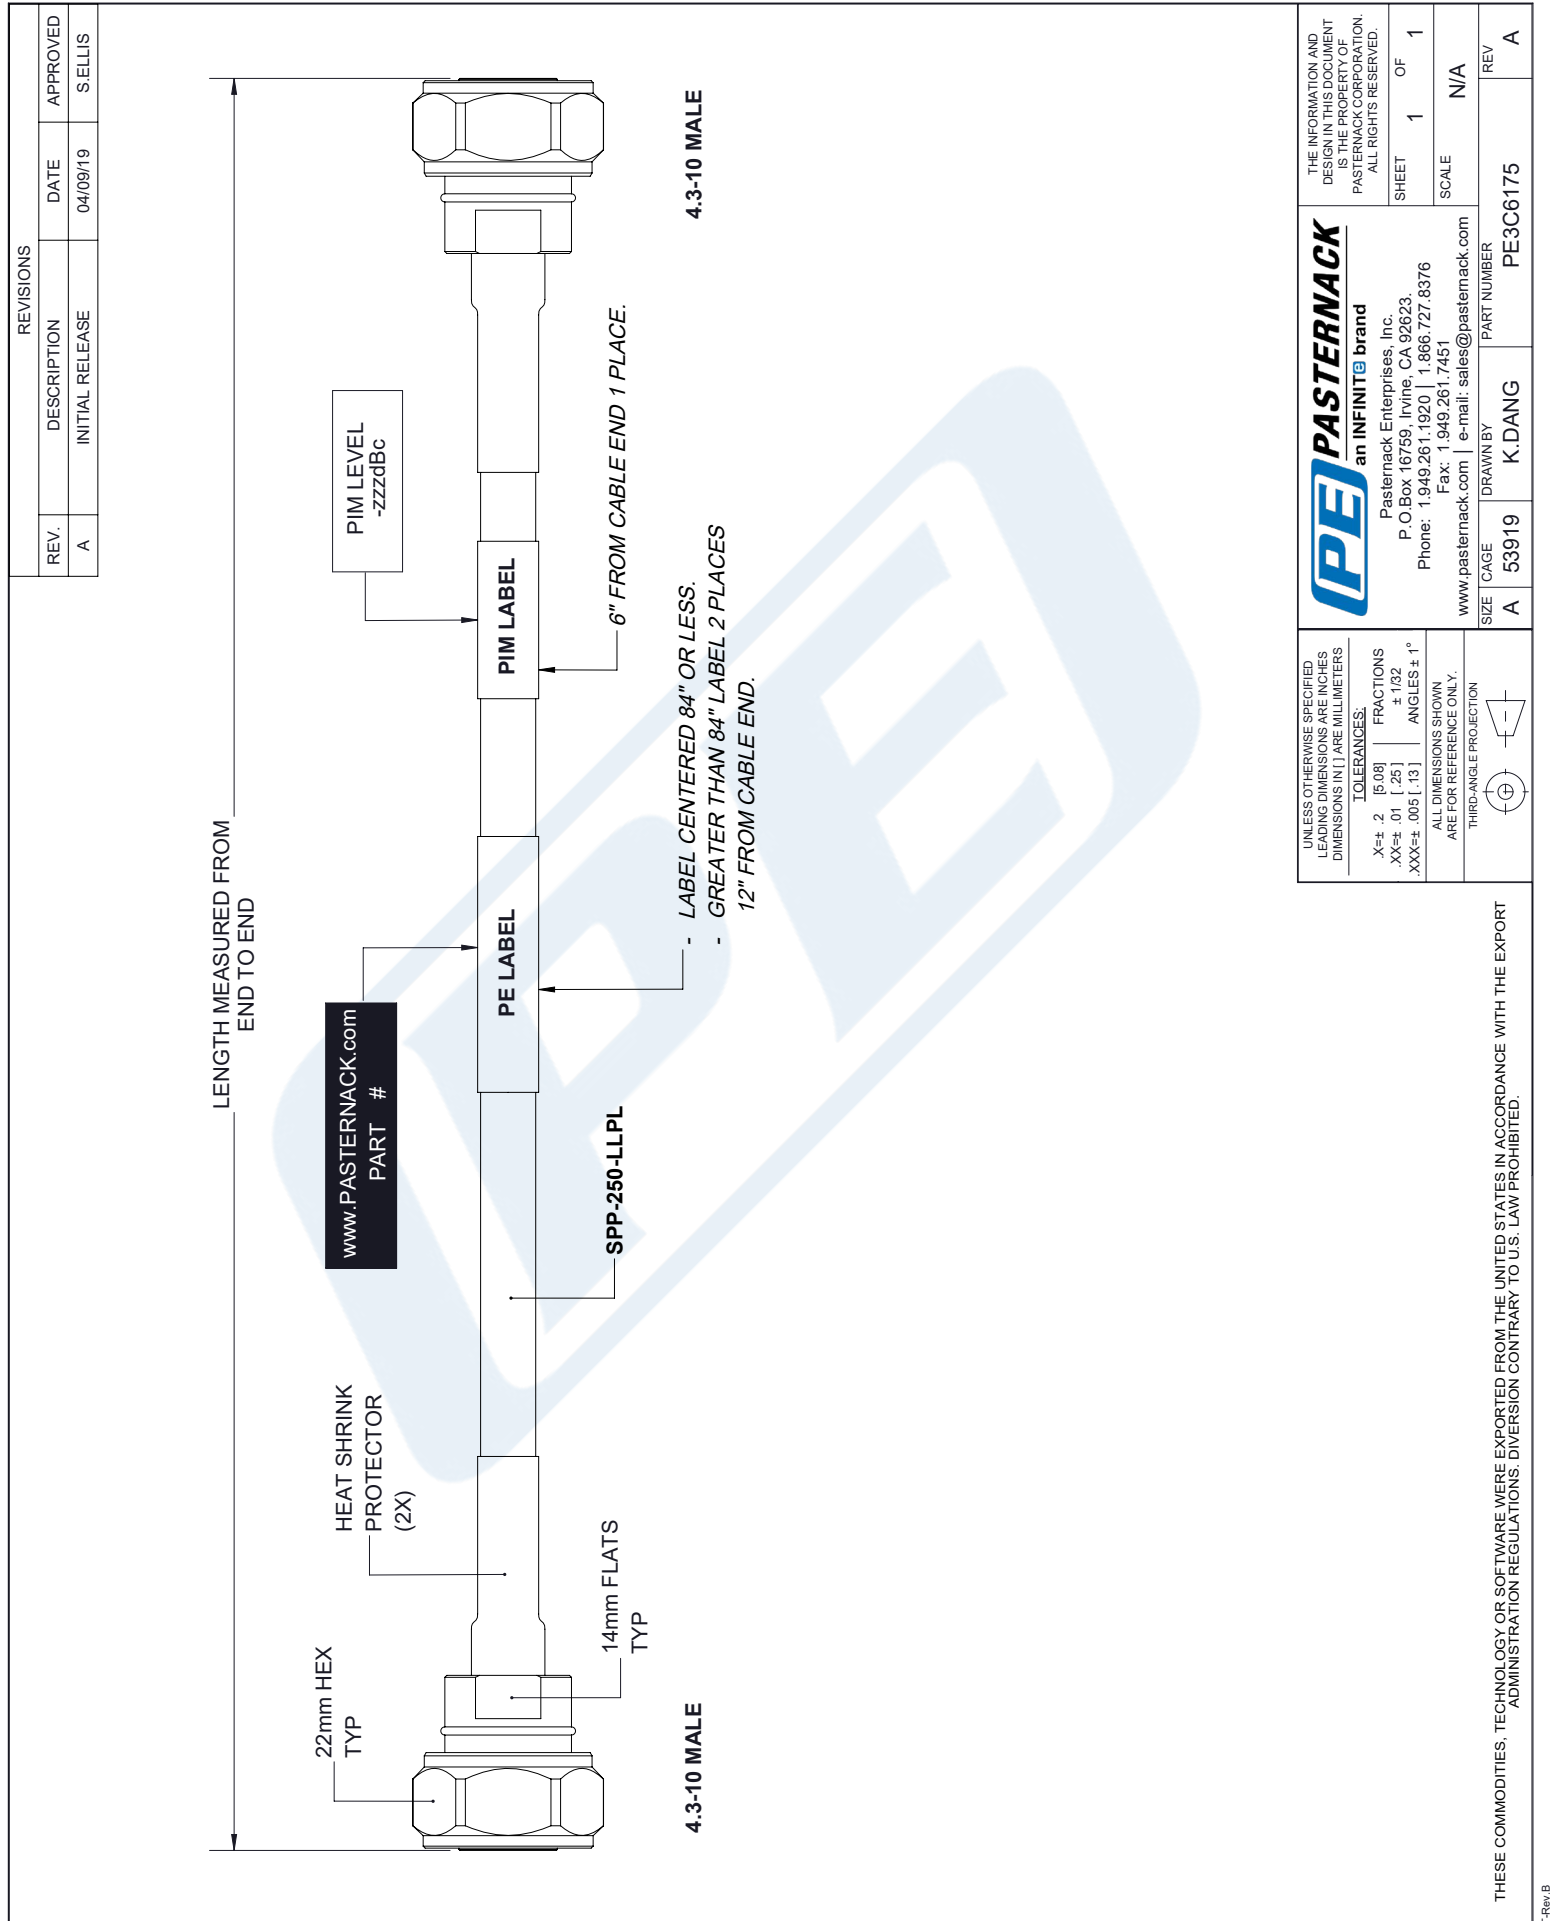 REVISIONS
REV.
DESCRIPTION
DATE
APPROVED
A
INITIAL RELEASE
04/09/19
S.ELLIS
LENGTH MEASURED FROM
END TO END
22mm HEX
TYP
HEAT SHRINK
PROTECTOR
(2X)
www.PASTERNACK.com
PART #
PIM LEVEL
-zzzdBc
PE LABEL
PIM LABEL
14mm FLATS
TYP
SPP-250-LLPL
6" FROM CABLE END 1 PLACE.
- LABEL CENTERED 84" OR LESS.
- GREATER THAN 84" LABEL 2 PLACES
12" FROM CABLE END.
4.3-10 MALE
4.3-10 MALE
UNLESS OTHERWISE SPECIFIED
LEADING DIMENSIONS ARE INCHES
DIMENSIONS IN [ ] ARE MILLIMETERS
TOLERANCES:
.X=± .2 [5.08]
.XX=± .01 [ .25 ]
.XXX=± .005 [ .13 ]
FRACTIONS
± 1/32
ANGLES ± 1°
ALL DIMENSIONS SHOWN
ARE FOR REFERENCE ONLY.
THIRD-ANGLE PROJECTION
PE PASTERNACK
an INFINITe brand
Pasternack Enterprises, Inc.
P.O.Box 16759, Irvine, CA 92623.
Phone: 1.949.261.1920 | 1.866.727.8376
Fax: 1.949.261.7451
www.pasternack.com | e-mail: sales@pasternack.com
THE INFORMATION AND
DESIGN IN THIS DOCUMENT
IS THE PROPERTY OF
PASTERNACK CORPORATION.
ALL RIGHTS RESERVED.
SHEET 1 OF 1
SCALE N/A
SIZE A
CAGE 53919
DRAWN BY K.DANG
PART NUMBER PE3C6175
REV A
THESE COMMODITIES, TECHNOLOGY OR SOFTWARE WERE EXPORTED FROM THE UNITED STATES IN ACCORDANCE WITH THE EXPORT
ADMINISTRATION REGULATIONS. DIVERSION CONTRARY TO U.S. LAW PROHIBITED.
-Rev.B
PE